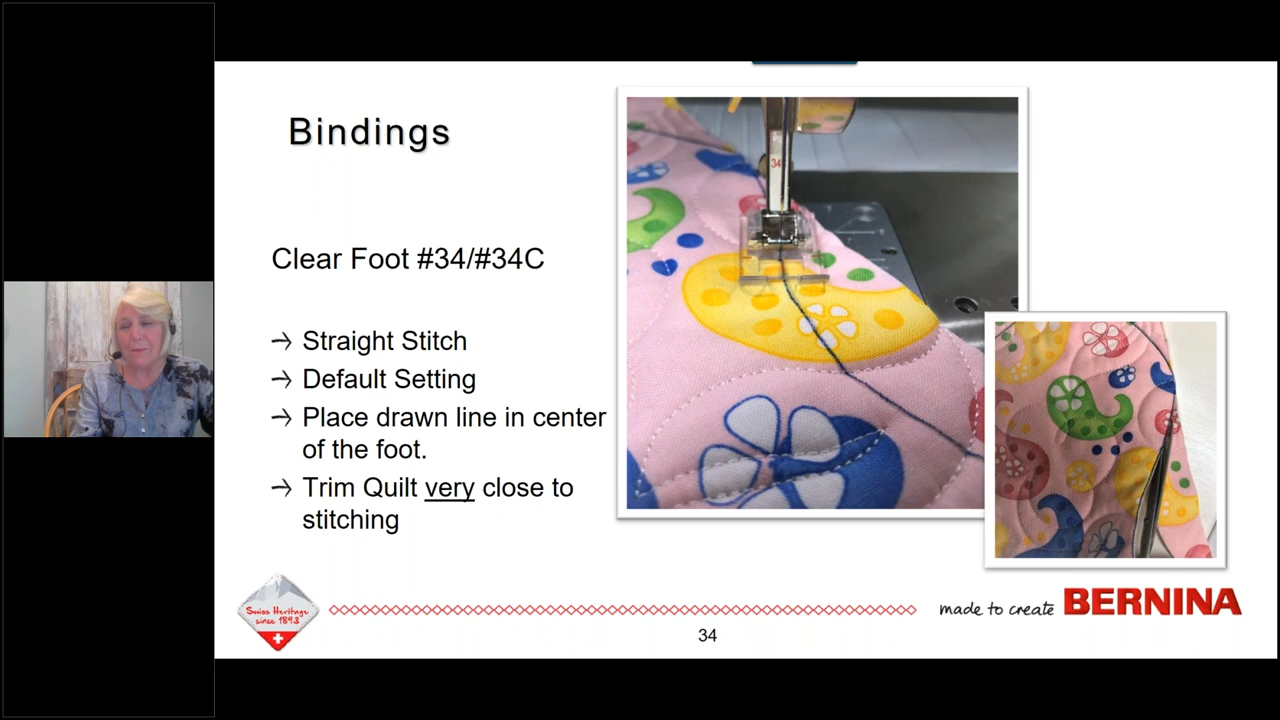 Bindings
Clear Foot #34/#34C
→ Straight Stitch
→ Default Setting
→ Place drawn line in center
of the foot.
→ Trim Quilt very close to
stitching
34
Swiss Heritage
since 1893
made to create BERNINA
34